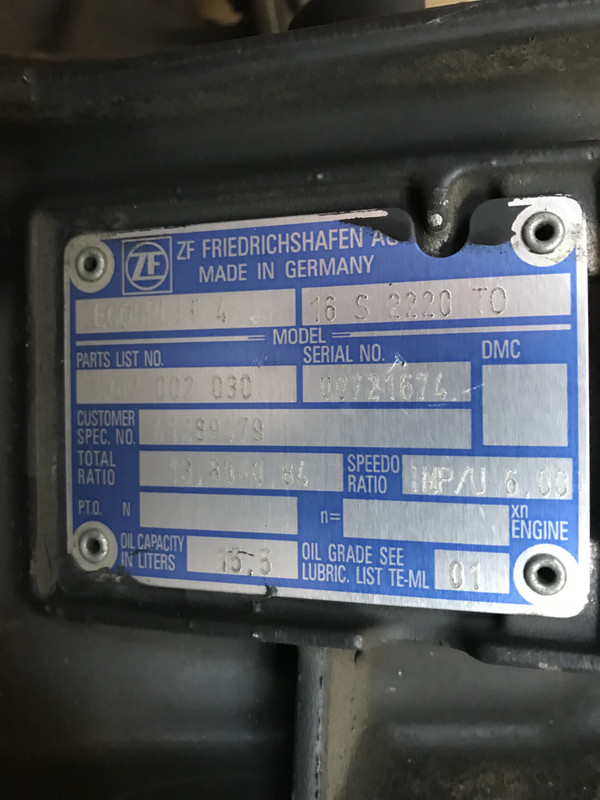 ZF
ZF FRIEDRICHSHAFEN AG
MADE IN GERMANY
16 S 2220 TO
MODEL
PARTS LIST NO.
SERIAL NO.
DMC
002 030
00721674
CUSTOMER SPEC. NO.
TOTAL RATIO
SPEEDO RATIO
IMP/U 6,00
P.T.O. N
n=
xn ENGINE
OIL CAPACITY IN LITERS
OIL GRADE SEE LUBRIC. LIST TE-ML
01